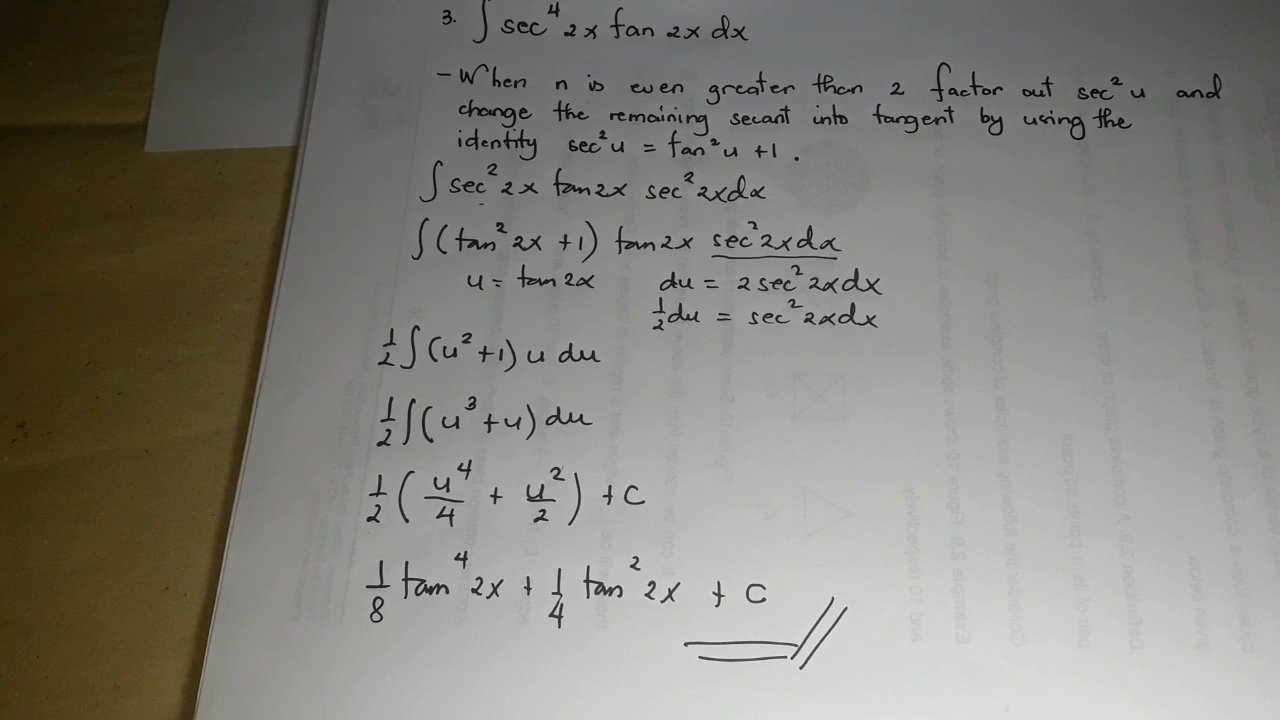 3. ∫ sec⁴ 2x tan 2x dx
- When n is even greater than 2 factor out sec² u and
change the remaining secant into tangent by using the
identity sec²u = tan²u + 1.
∫ sec² 2x tan 2x sec² 2x dx
∫ (tan² 2x + 1) tan 2x sec² 2x dx
u = tan 2x du = 2 sec² 2x dx
½ du = sec² 2x dx
½ ∫ (u² + 1) u du
½ ∫ (u³ + u) du
½ (u⁴/4 + u²/2) + C
1/8 tan⁴ 2x + 1/4 tan² 2x + C